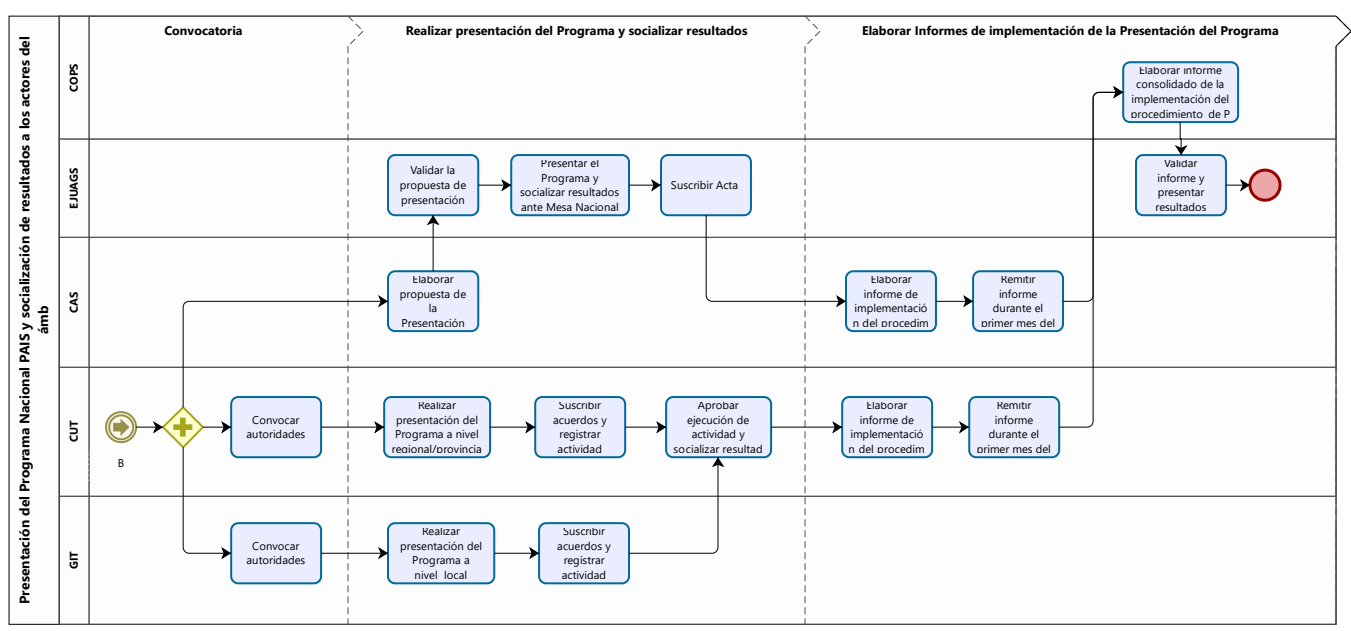 Presentación del Programa Nacional PAIS y socialización de resultados a los actores del
ámb
Convocatoria
Realizar presentación del Programa y socializar resultados
Elaborar Informes de implementación de la Presentación del Programa
COPS
Elaborar informe
consolidado de la
implementación del
procedimiento de P
EJUAGS
Validar la
propuesta de
presentación
Presentar el
Programa y
socializar resultados
ante Mesa Nacional
Suscribir Acta
Validar
informe y
presentar
resultados
CAS
Elaborar
propuesta de
la
Presentación
Elaborar
informe de
implementació
n del procedim
Remitir
informe
durante el
primer mes del
CUT
B
Convocar
autoridades
Realizar
presentación del
Programa a nivel
regional/provincia
Suscribir
acuerdos y
registrar
actividad
Aprobar
ejecución de
actividad y
socializar resultad
Elaborar
informe de
implementació
n del procedim
Remitir
informe
durante el
primer mes del
GIT
Convocar
autoridades
Realizar
presentación del
Programa a
nivel local
Suscribir
acuerdos y
registrar
actividad